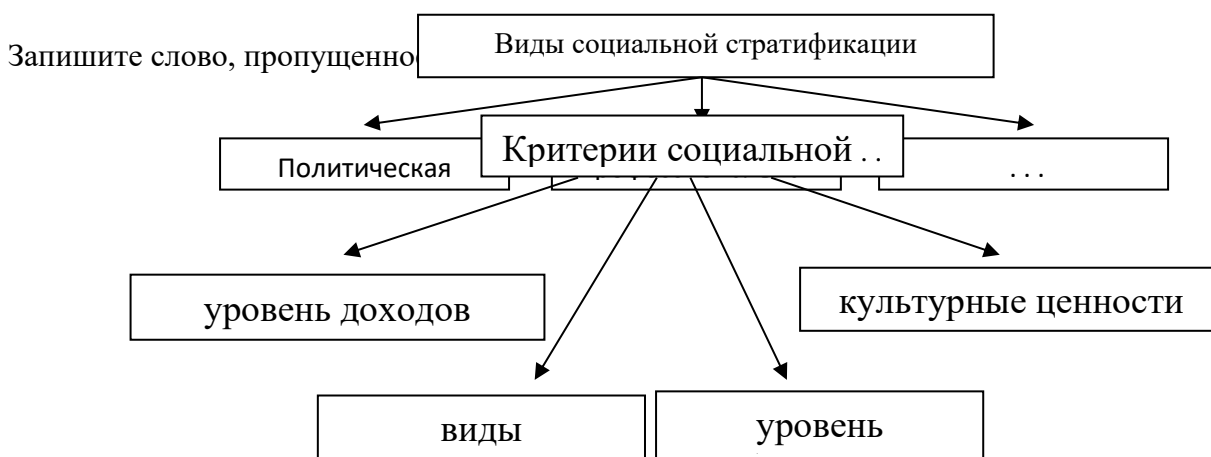 Виды социальной стратификации
Запишите слово, пропущенно
Критерии социальной . .
Политическая
. . .
уровень доходов
культурные ценности
виды
уровень